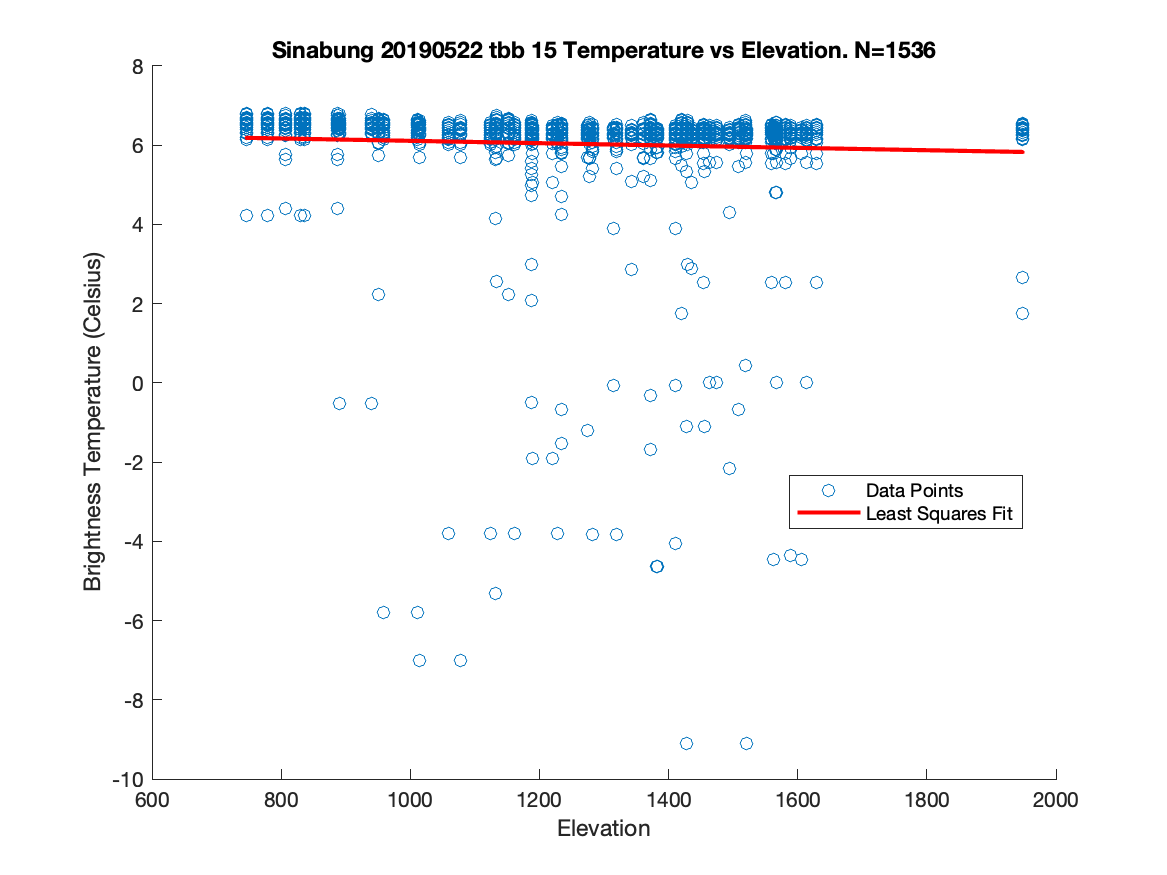 Sinabung 20190522 tbb 15 Temperature vs Elevation. N=1536
8
6
4
2
0
-2
-4
-6
-8
-10
Brightness Temperature (Celsius)
Data Points
Least Squares Fit
600 800 1000 1200 1400 1600 1800 2000
Elevation